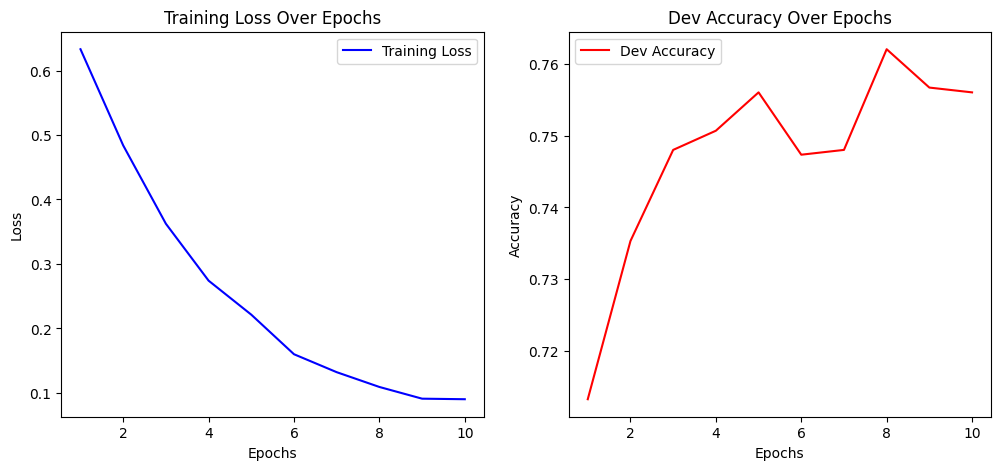 Training Loss Over Epochs
Training Loss
0.6
0.5
0.4
0.3
0.2
0.1
Loss
2 4 6 8 10
Epochs
Dev Accuracy Over Epochs
Dev Accuracy
0.76
0.75
0.74
0.73
0.72
Accuracy
2 4 6 8 10
Epochs